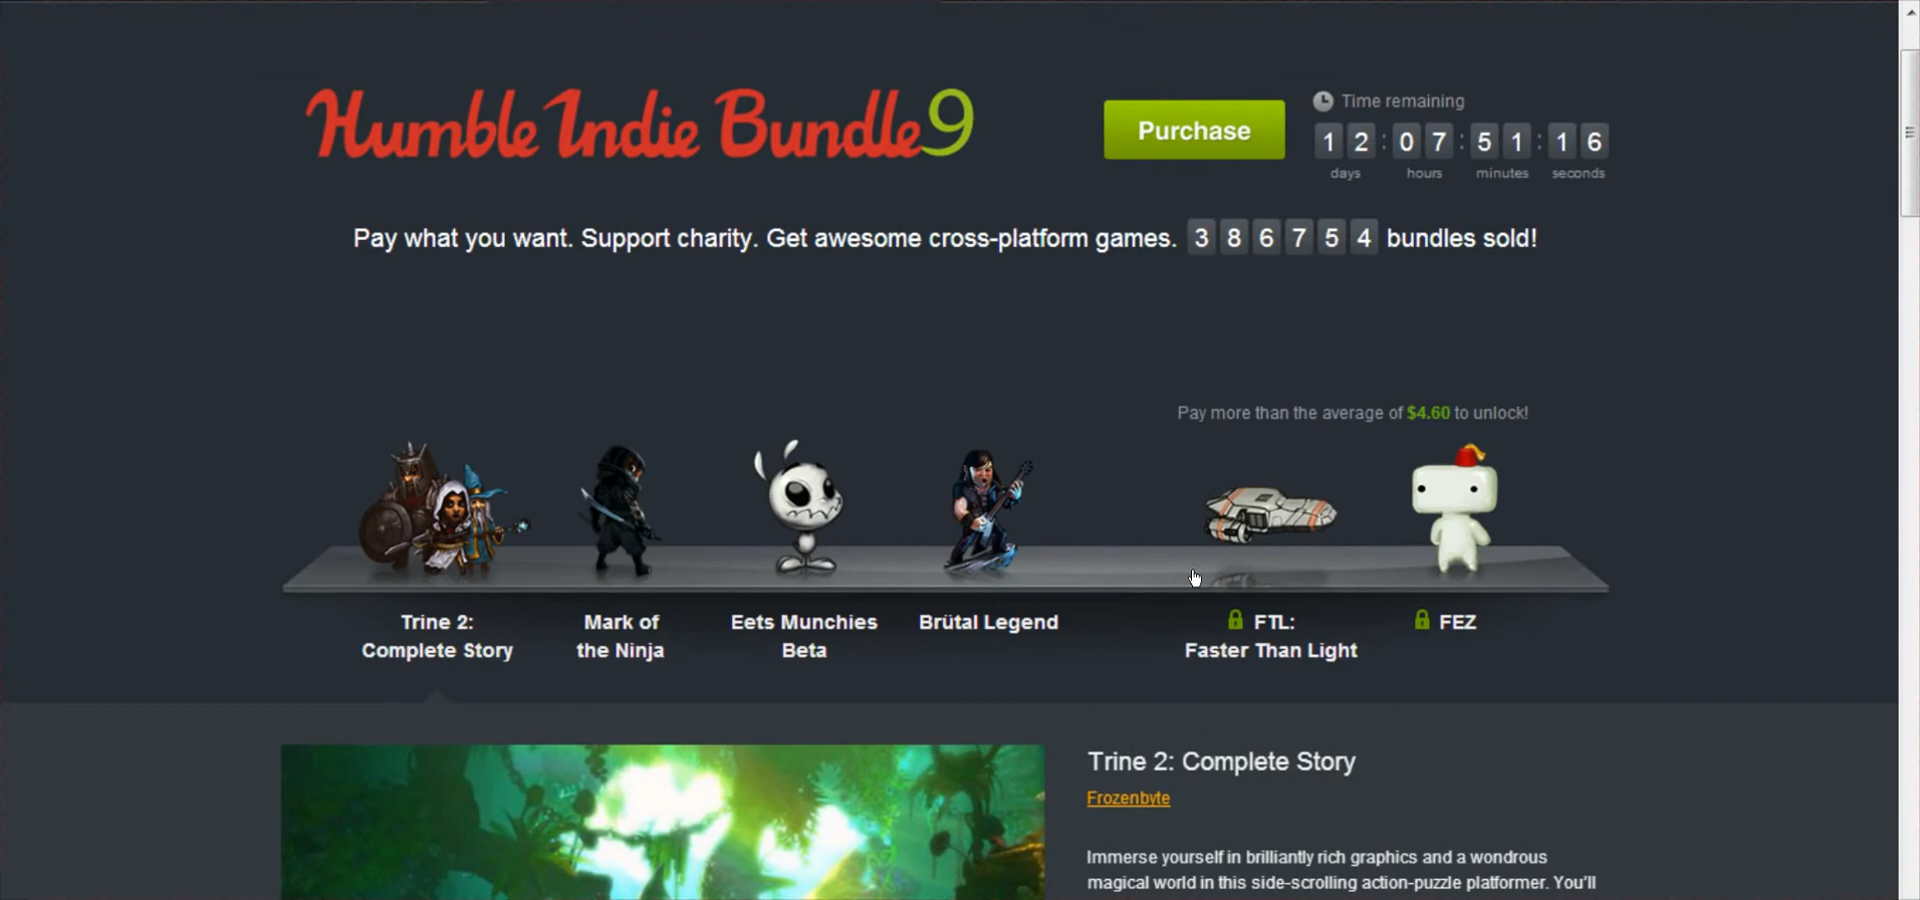 Humble Indie Bundle 9
Purchase
Time remaining
12:07:51:16
days hours minutes seconds
Pay what you want. Support charity. Get awesome cross-platform games. 386754 bundles sold!
Pay more than the average of $4.60 to unlock!
Trine 2:
Complete Story
Mark of
the Ninja
Eets Munchies
Beta
Brütal Legend
FTL:
Faster Than Light
FEZ
Trine 2: Complete Story
Frozenbyte
Immerse yourself in brilliantly rich graphics and a wondrous
magical world in this side-scrolling action-puzzle platformer. You'll